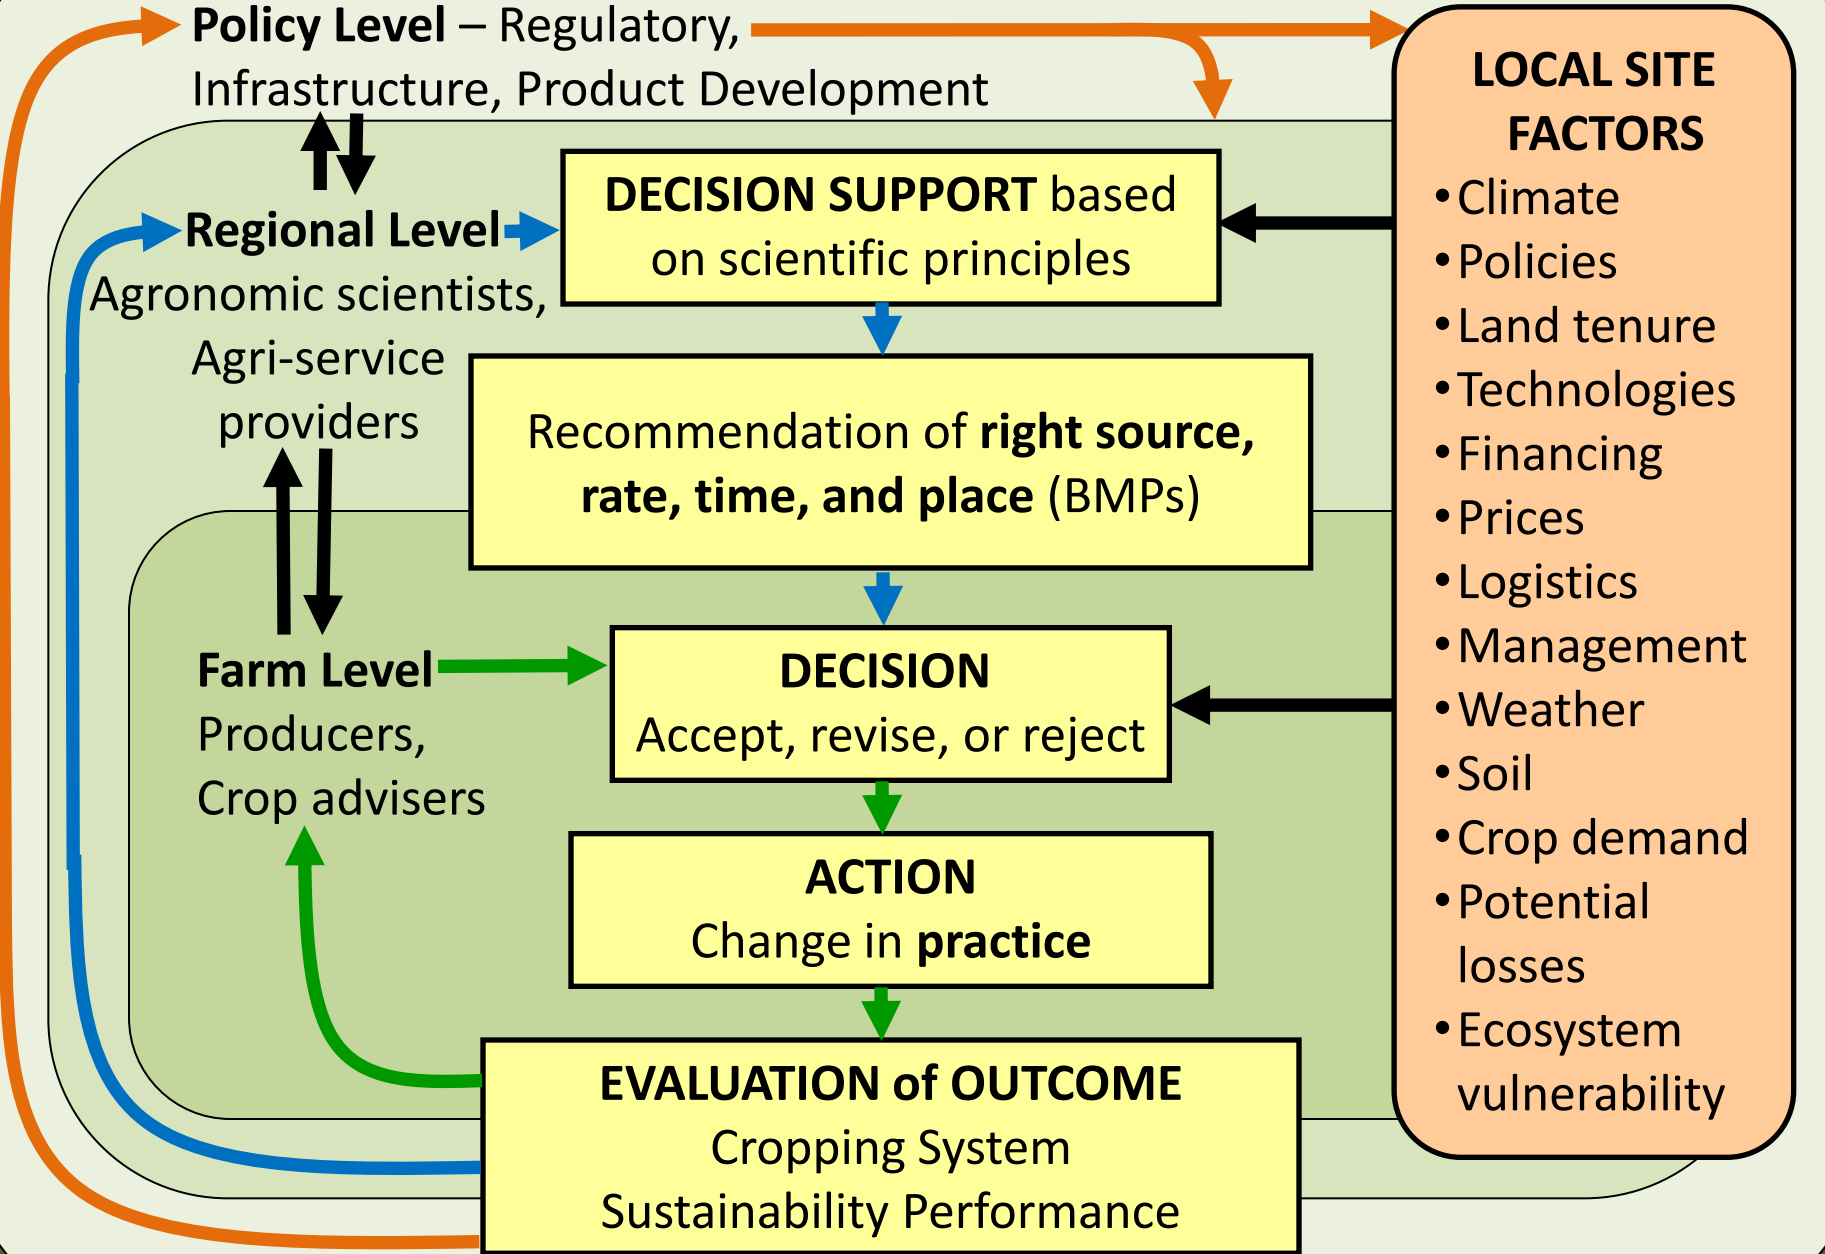 Policy Level – Regulatory,
Infrastructure, Product Development
Regional Level
Agronomic scientists,
Agri-service
providers
Farm Level
Producers,
Crop advisers
DECISION SUPPORT based
on scientific principles
Recommendation of right source,
rate, time, and place (BMPs)
DECISION
Accept, revise, or reject
ACTION
Change in practice
EVALUATION of OUTCOME
Cropping System
Sustainability Performance
LOCAL SITE
FACTORS
•Climate
•Policies
•Land tenure
•Technologies
•Financing
•Prices
•Logistics
•Management
•Weather
•Soil
•Crop demand
•Potential
losses
•Ecosystem
vulnerability